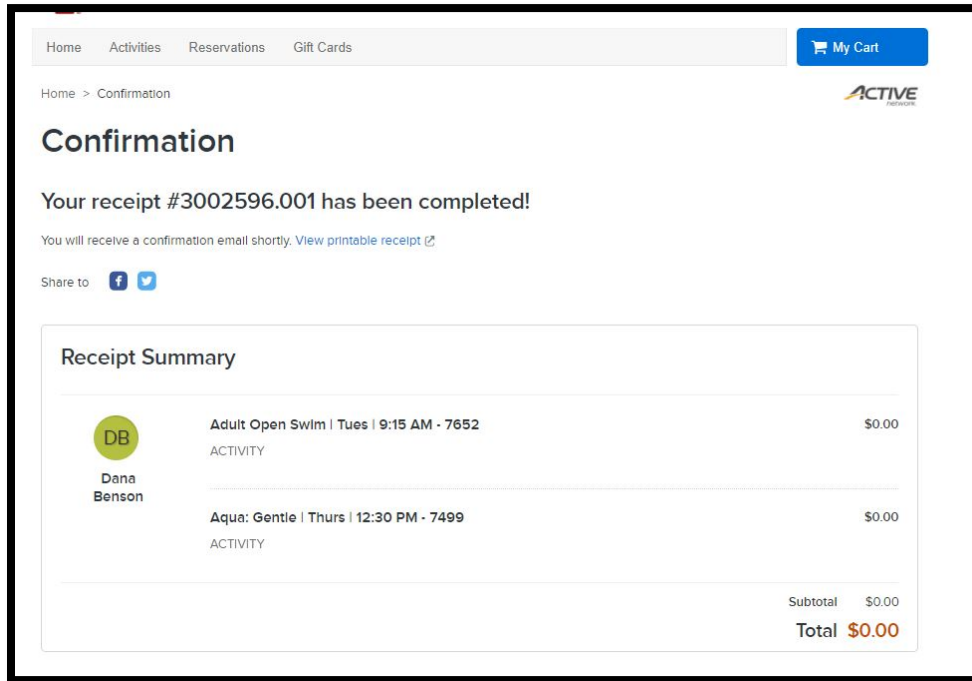 Home Activities Reservations Gift Cards My Cart
Home > Confirmation
ACTIVE
network
Confirmation
Your receipt #3002596.001 has been completed!
You will receive a confirmation email shortly. View printable receipt
Share to
Receipt Summary
DB
Dana
Benson
Adult Open Swim | Tues | 9:15 AM - 7652 $0.00
ACTIVITY
Aqua: Gentle | Thurs | 12:30 PM - 7499 $0.00
ACTIVITY
Subtotal $0.00
Total $0.00